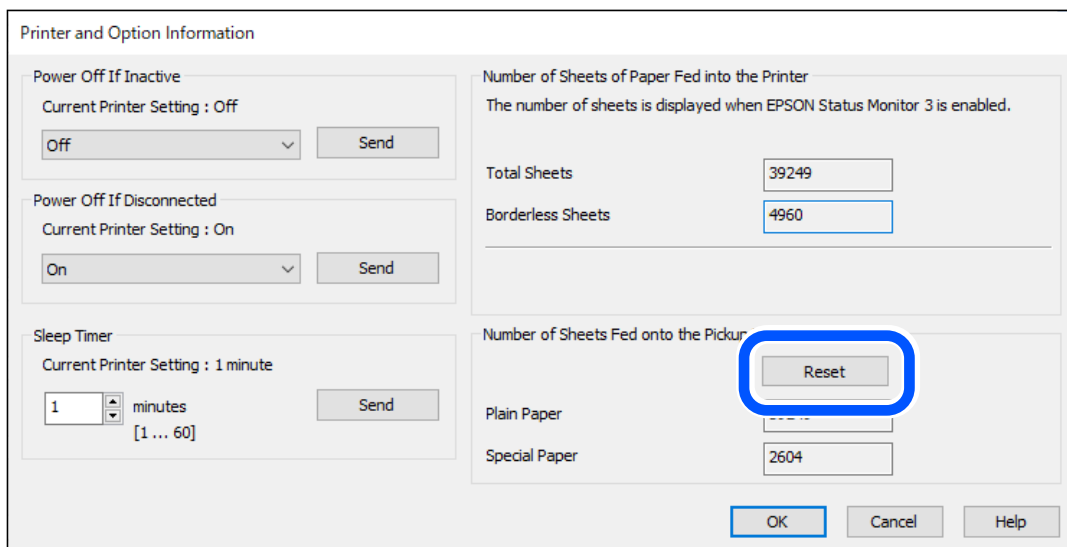 Printer and Option Information
Power Off If Inactive
Current Printer Setting : Off
Off
Send
Power Off If Disconnected
Current Printer Setting : On
On
Send
Sleep Timer
Current Printer Setting : 1 minute
1
minutes
Send
[1 ... 60]
Number of Sheets of Paper Fed into the Printer
The number of sheets is displayed when EPSON Status Monitor 3 is enabled.
Total Sheets
39249
Borderless Sheets
4960
Number of Sheets Fed onto the Pickup
Reset
Plain Paper
Special Paper
2604
OK
Cancel
Help